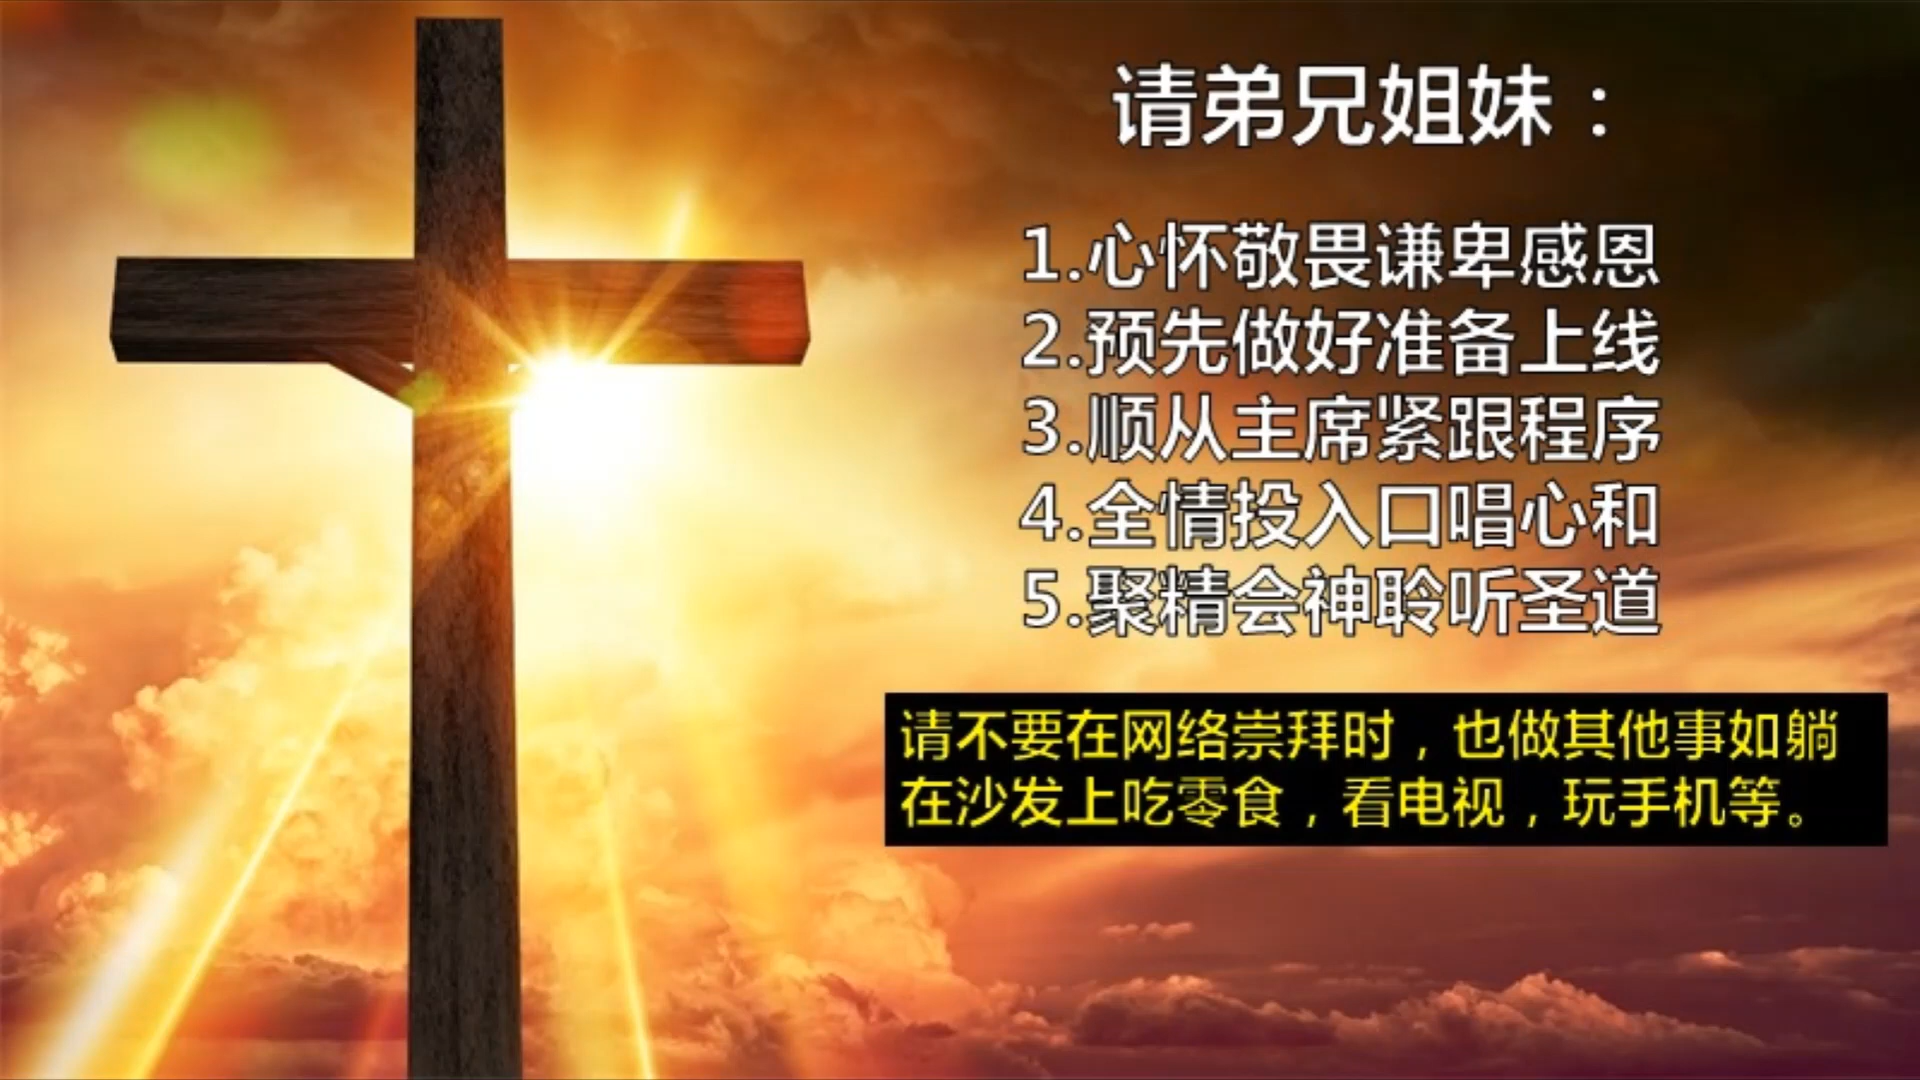 请弟兄姐妹：
1.心怀敬畏谦卑感恩
2.预先做好准备上线
3.顺从主席紧跟程序
4.全情投入口唱心和
5.聚精会神聆听圣道
请不要在网络崇拜时，也做其他事如躺
在沙发上吃零食，看电视，玩手机等。